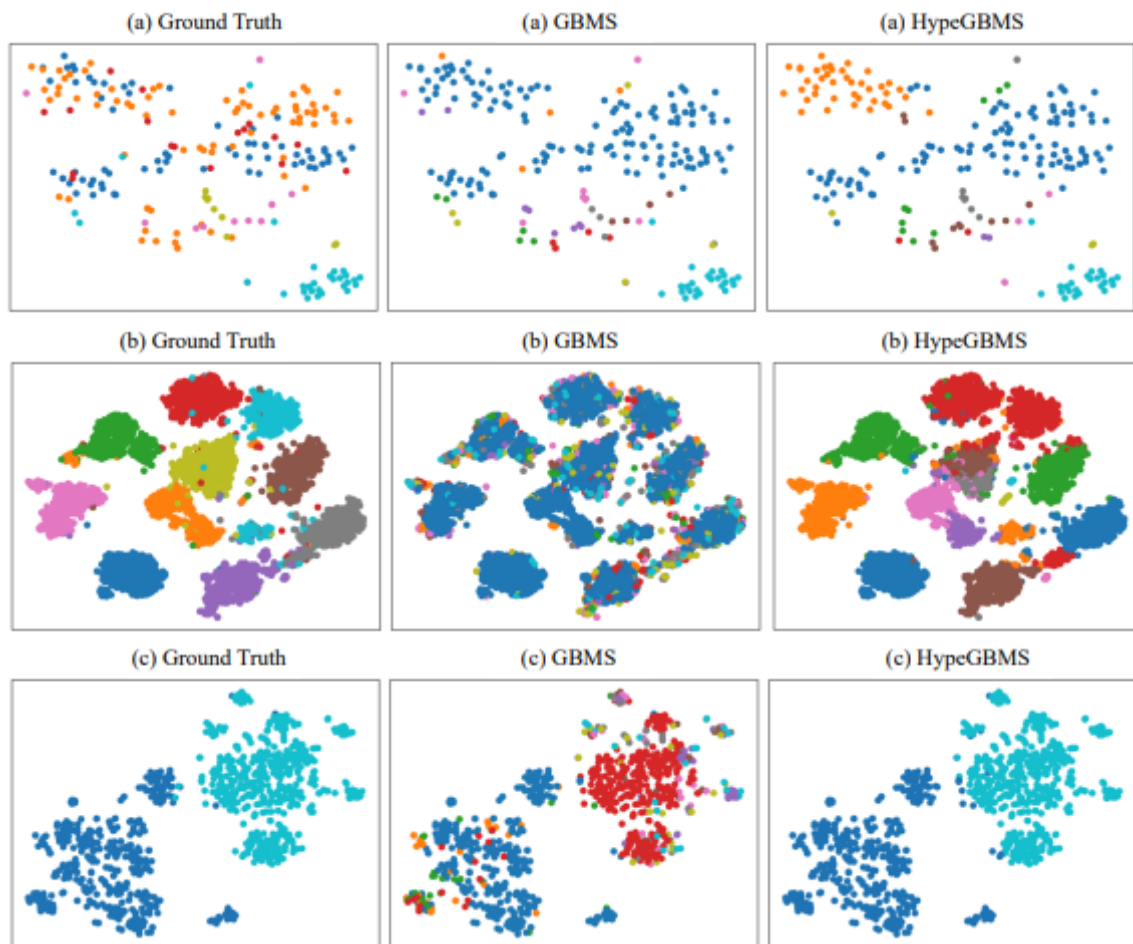 (a) Ground Truth
(a) GBMS
(a) HypeGBMS
(b) Ground Truth
(b) GBMS
(b) HypeGBMS
(c) Ground Truth
(c) GBMS
(c) HypeGBMS